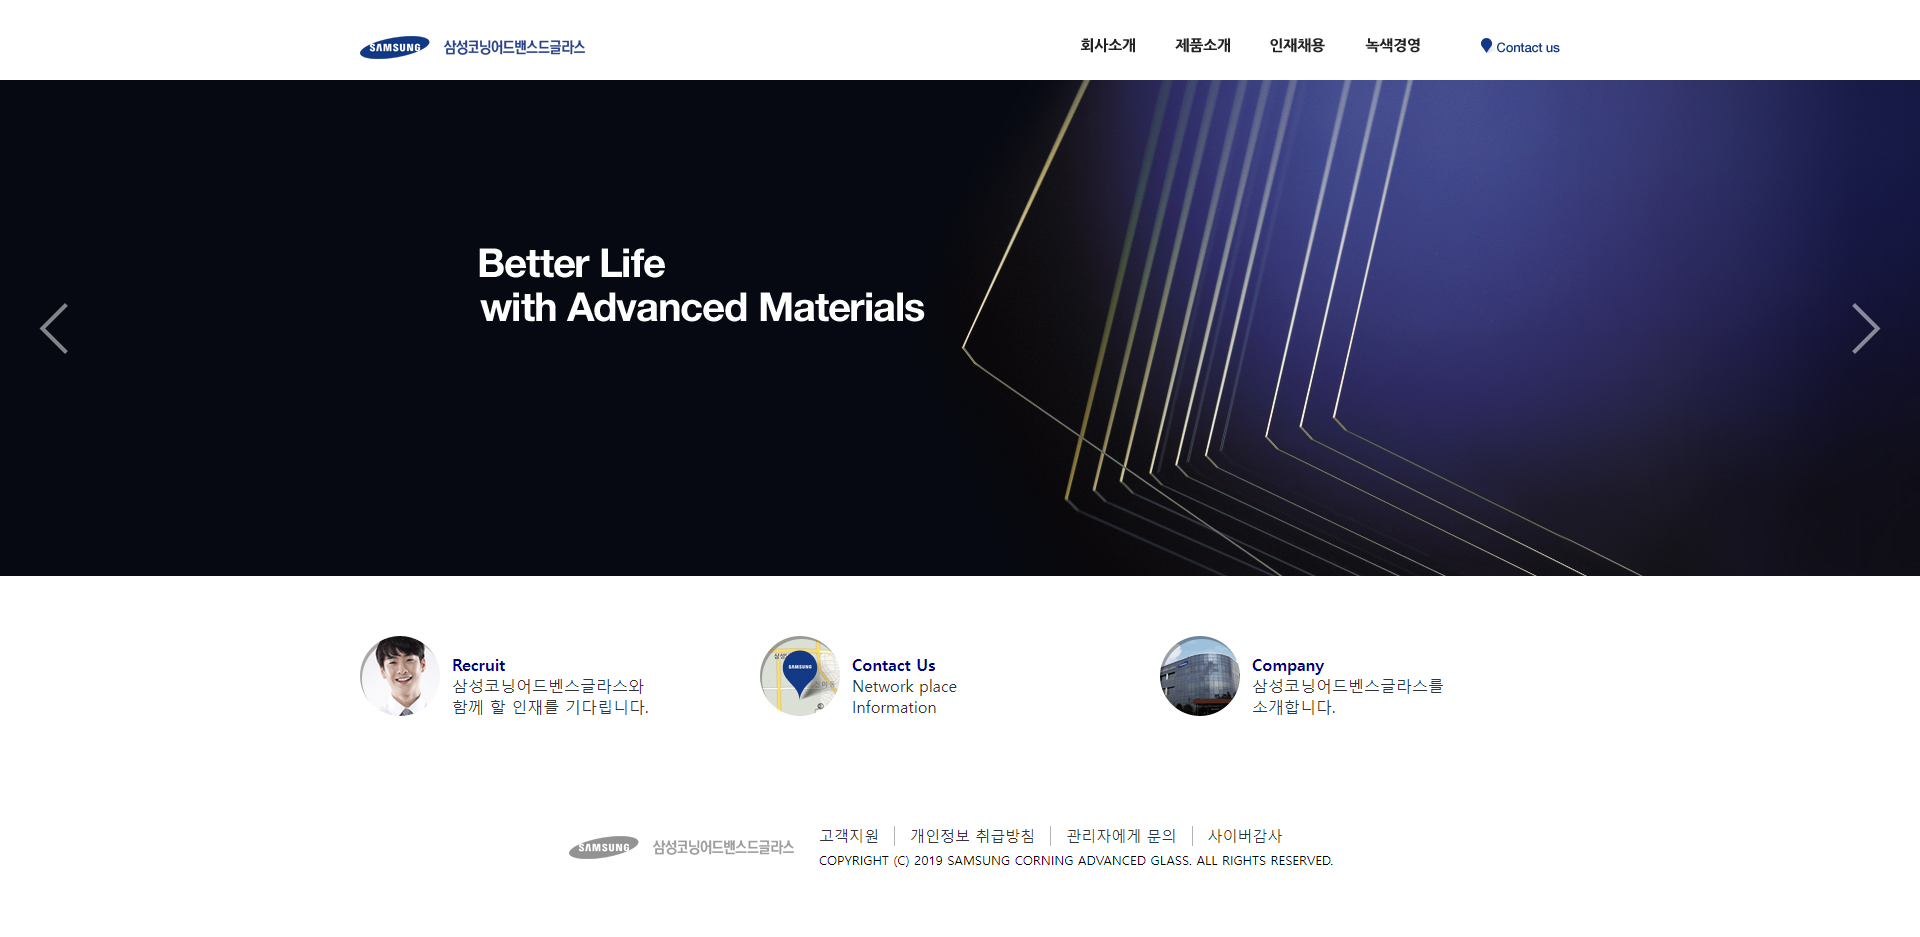 SAMSUNG 삼성코닝어드밴스드글라스
회사소개 제품소개 인재채용 녹색경영 Contact us
Better Life
with Advanced Materials
Recruit
삼성코닝어드벤스글라스와
함께 할 인재를 기다립니다.
SAMSUNG
Contact Us
Network place
Information
Company
삼성코닝어드벤스글라스를
소개합니다.
SAMSUNG 삼성코닝어드밴스드글라스
고객지원 개인정보 취급방침 관리자에게 문의 사이버감사
COPYRIGHT (C) 2019 SAMSUNG CORNING ADVANCED GLASS. ALL RIGHTS RESERVED.